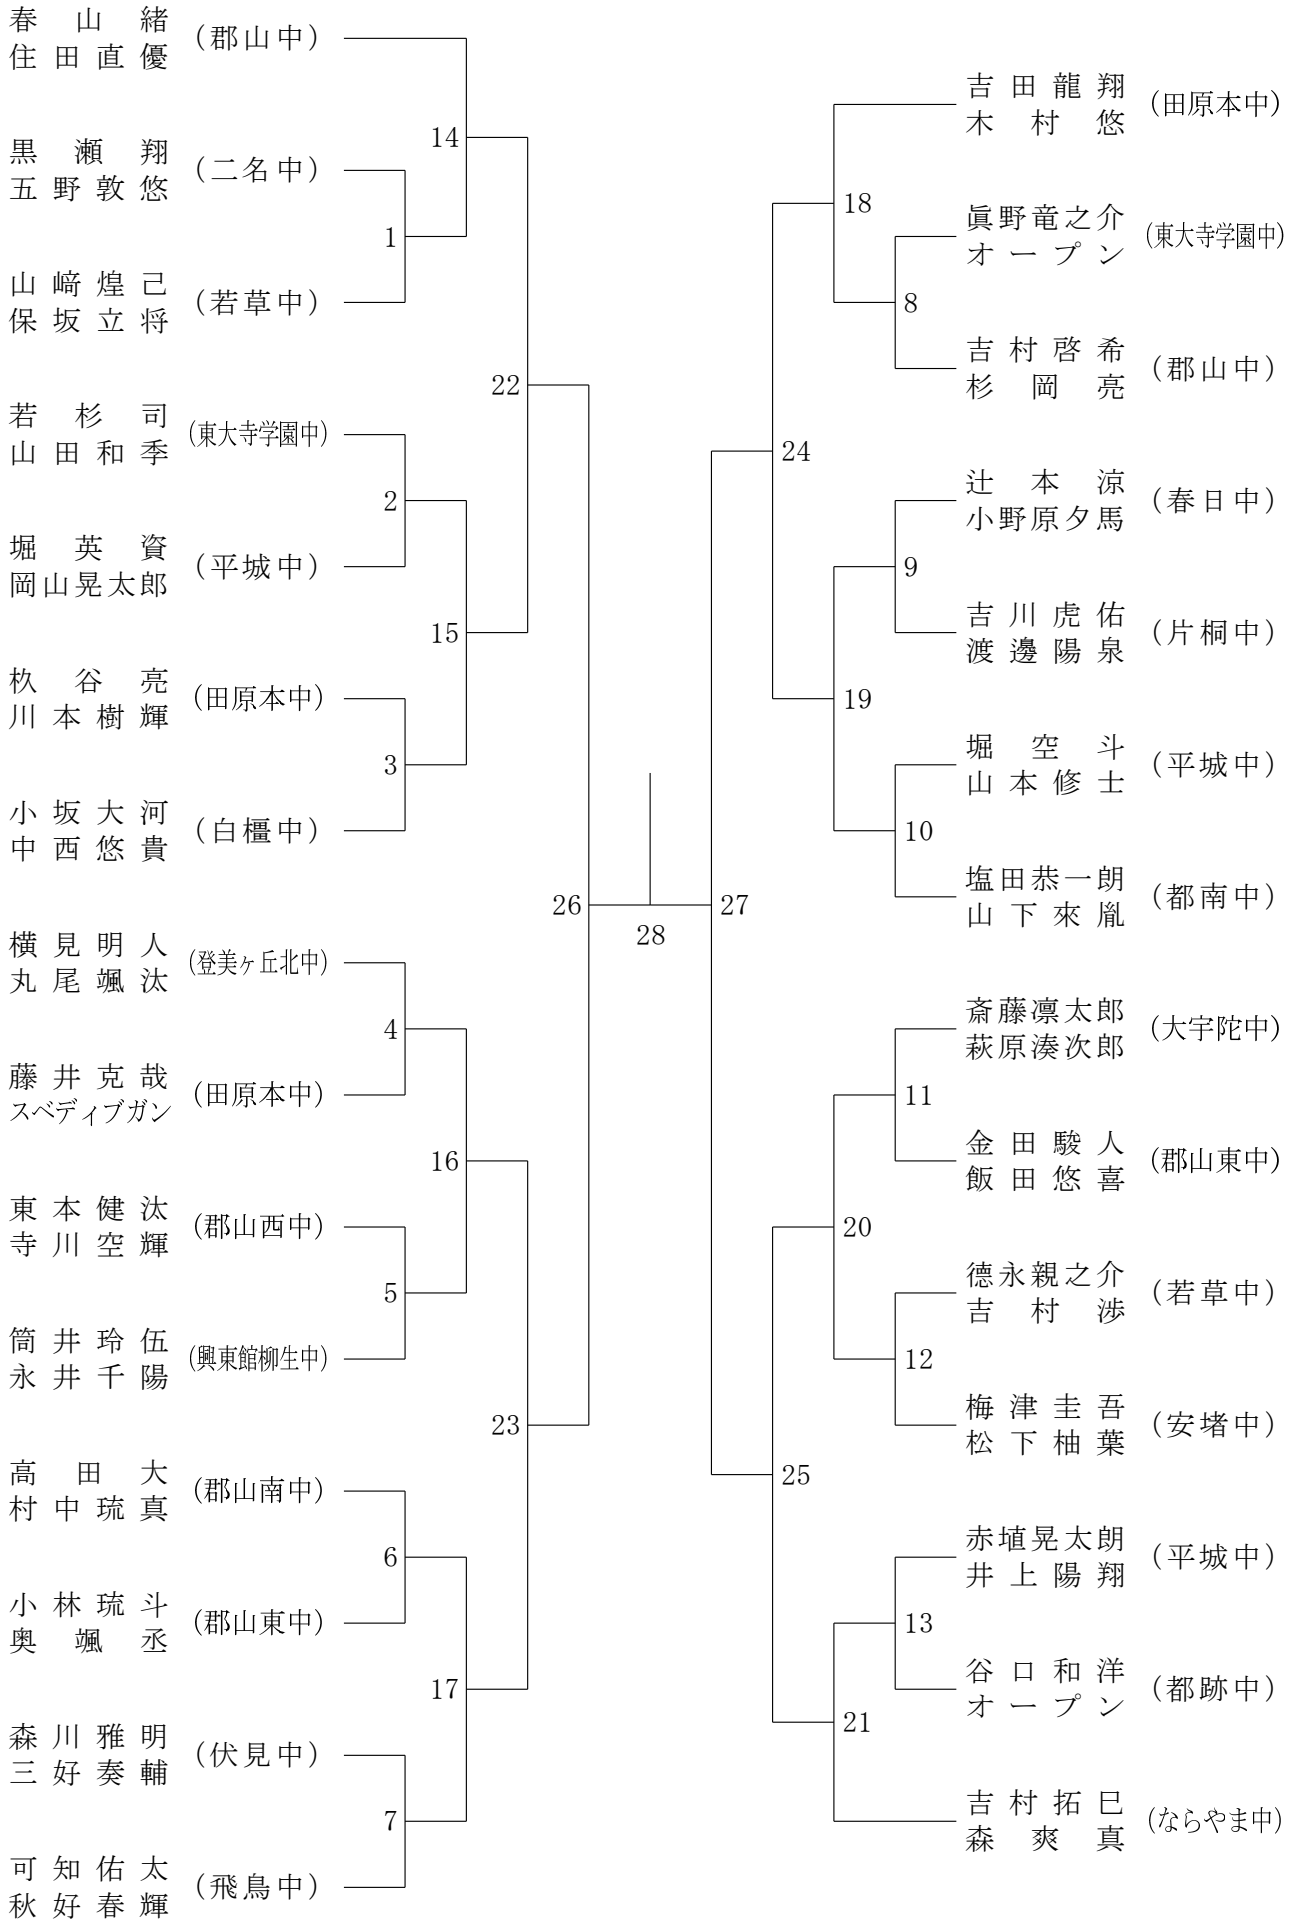 春山緒
住田直優
(郡山中)
黒瀬翔
五野敦悠
(二名中)
山﨑煌己
保坂立将
(若草中)
若杉司
山田和季
(東大寺学園中)
堀英資
岡山晃太郎
(平城中)
杦谷亮
川本樹輝
(田原本中)
小坂大河
中西悠貴
(白橿中)
横見明人
丸尾颯汰
(登美ヶ丘北中)
藤井克哉
スベディブガン
(田原本中)
東本健汰
寺川空輝
(郡山西中)
筒井玲伍
永井千陽
(興東館柳生中)
高田大
村中琉真
(郡山南中)
小林琉斗
奥颯丞
(郡山東中)
森川雅明
三好奏輔
(伏見中)
可知佑太
秋好春輝
(飛鳥中)
1
2
3
4
5
6
7
14
15
16
17
22
23
26
28
27
24
25
18
19
20
21
8
9
10
11
12
13
吉田龍翔
木村悠
(田原本中)
眞野竜之介
オープン
(東大寺学園中)
吉村啓希
杉岡亮
(郡山中)
辻本涼
小野原夕馬
(春日中)
吉川虎佑
渡邊陽泉
(片桐中)
堀空斗
山本修士
(平城中)
塩田恭一朗
山下來胤
(都南中)
斎藤凛太郎
萩原湊次郎
(大宇陀中)
金田駿人
飯田悠喜
(郡山東中)
德永親之介
吉村渉
(若草中)
梅津圭吾
松下柚葉
(安堵中)
赤埴晃太朗
井上陽翔
(平城中)
谷口和洋
オープン
(都跡中)
吉村拓巳
森爽真
(ならやま中)